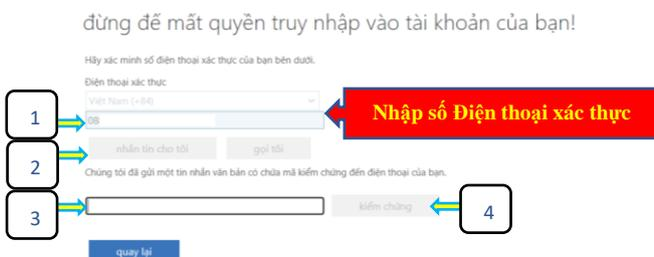 đừng để mất quyền truy nhập vào tài khoản của bạn!
Hãy xác minh số điện thoại xác thực của bạn bên dưới.
Điện thoại xác thực
Việt Nam (+84)
1
08
Nhập số Điện thoại xác thực
2
nhắn tin cho tôi
gọi tôi
Chúng tôi đã gửi một tin nhắn văn bản có chứa mã kiểm chứng đến điện thoại của bạn.
3
kiểm chứng
4
quay lại